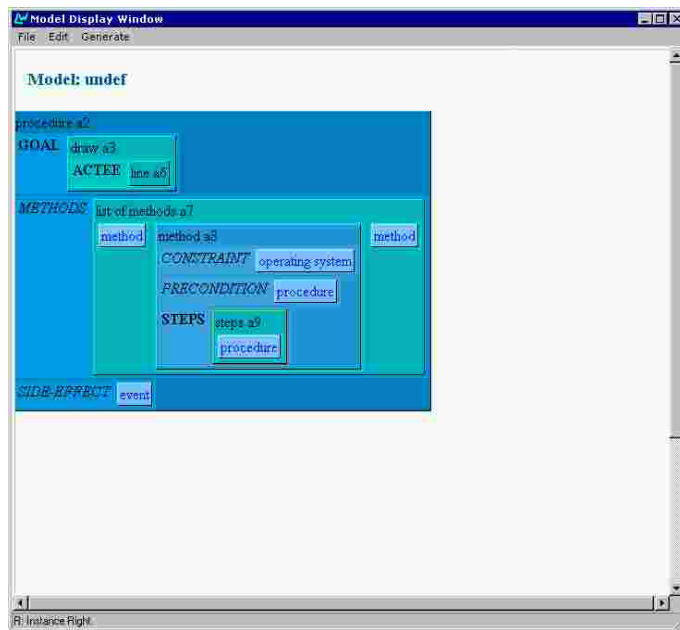 Model Display Window
File Edit Generate
Model: undef
procedure a2
GOAL draw a3
ACTEE line a6
METHODS list of methods a7
method method a8 method
CONSTRAINT operating system
PRECONDITION procedure
STEPS steps a9
procedure
SIDE-EFFECT event
R: Instance Right